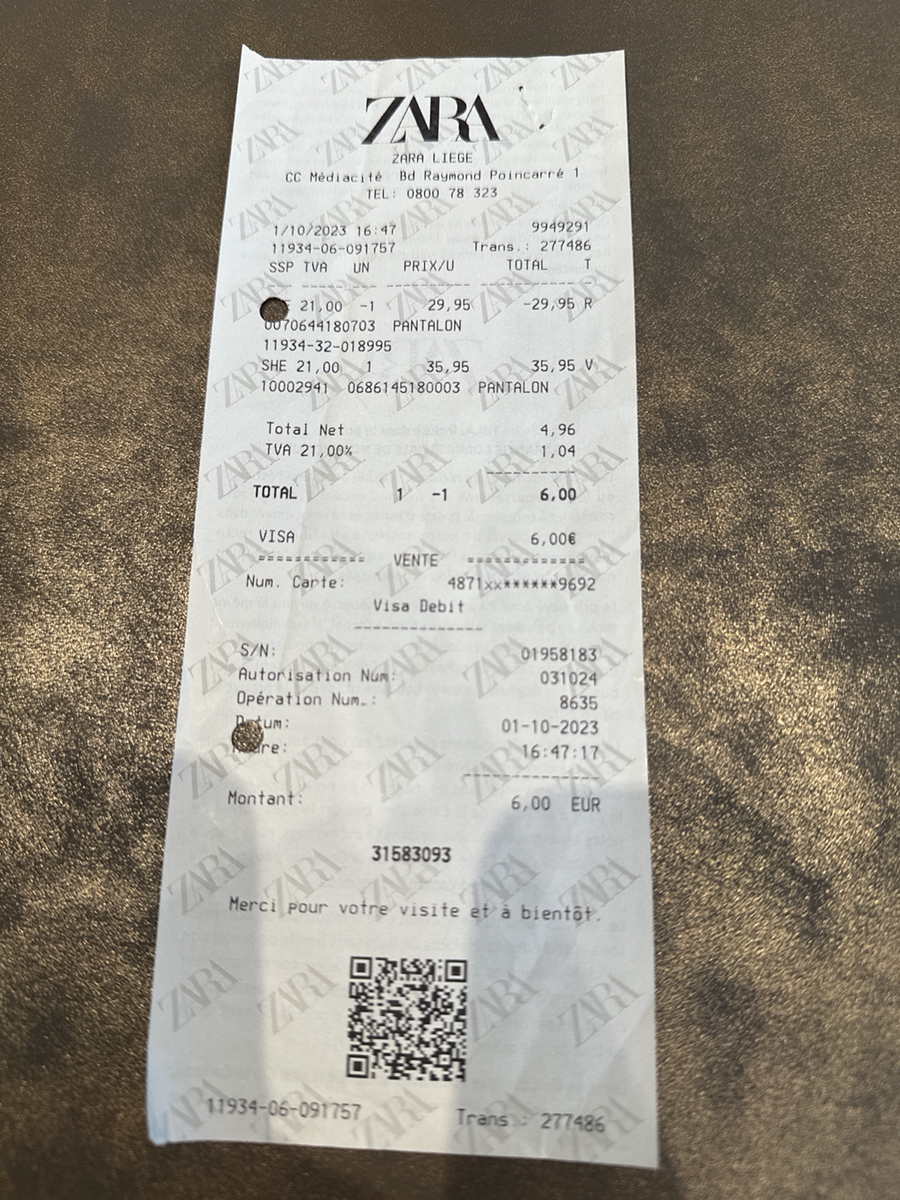 ZARA
ZARA LIEGE
CC Médiacité Bd Raymond Poincarré 1
TEL: 0800 78 323
1/10/2023 16:47 9949291
11934-06-091757 Trans.: 277486
SSP TVA UN PRIX/U TOTAL T
21,00 -1 29,95 -29,95 R
0070644180703 PANTALON
11934-32-018995
SHE 21,00 1 35,95 35,95 V
10002941 0686145180003 PANTALON
Total Net 4,96
TVA 21,00% 1,04
TOTAL 1 -1 6,00
VISA 6,00€
============ VENTE =============
Num. Carte: 4871xx******9692
Visa Debit
--------------
S/N: 01958183
Autorisation Num: 031024
Opération Num.: 8635
01-10-2023
16:47:17
Montant: 6,00 EUR
31583093
Merci pour votre visite et à bientôt.
11934-06-091757 Trans.: 277486